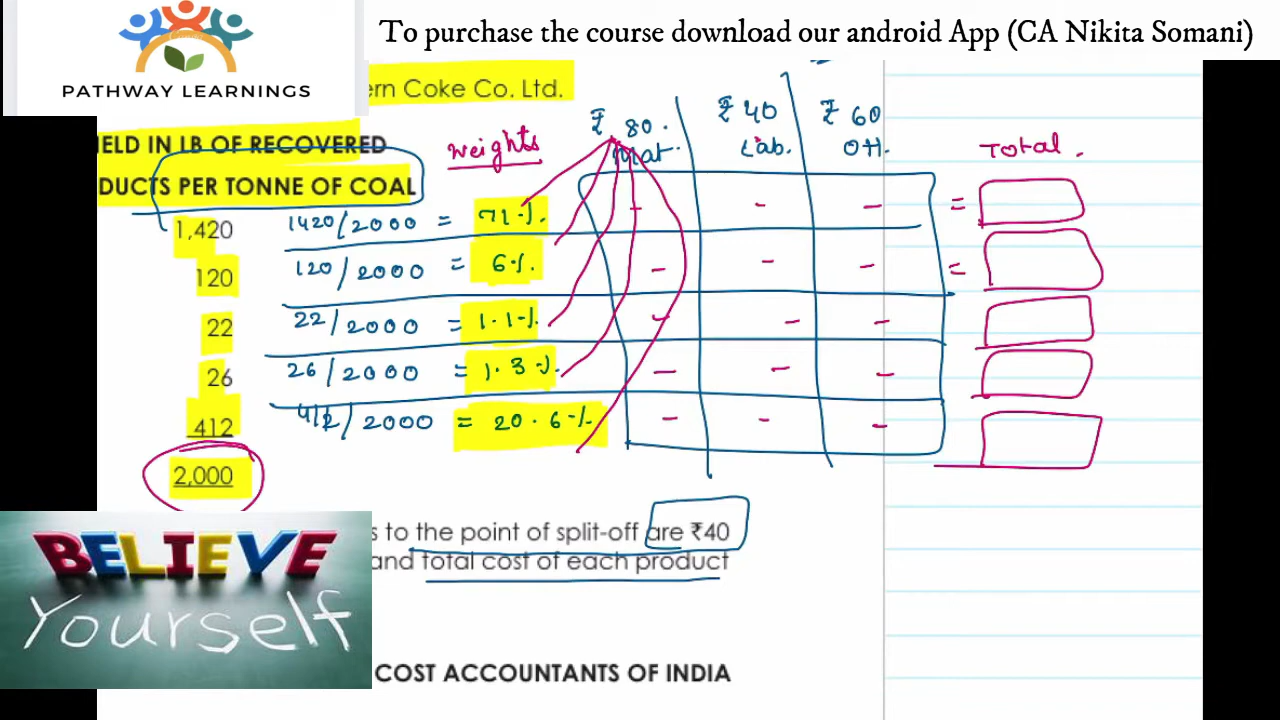 To purchase the course download our android App (CA Nikita Somani)
PATHWAY LEARNINGS
ern Coke Co. Ltd.
IELD IN LB OF RECOVERED
DUCTS PER TONNE OF COAL
weights
₹ 80. ₹ 40 ₹ 60
Mat. Lab. OH. Total.
1,420 1420/2000 = 71% - - - =
120 120/2000 = 6% - - - =
22 22/2000 = 1.1% - - -
26 26/2000 = 1.3% - - -
412 412/2000 = 20.6% - - -
2,000
s to the point of split-off are ₹40
and total cost of each product
BELIEVE
Yourself
COST ACCOUNTANTS OF INDIA